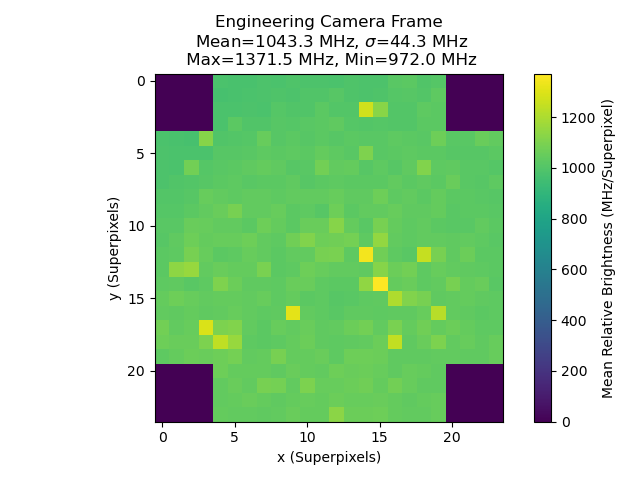 Engineering Camera Frame
Mean=1043.3 MHz, σ=44.3 MHz
Max=1371.5 MHz, Min=972.0 MHz
0
5
10
15
20
y (Superpixels)
0 5 10 15 20
x (Superpixels)
1200
1000
800
600
400
200
0
Mean Relative Brightness (MHz/Superpixel)